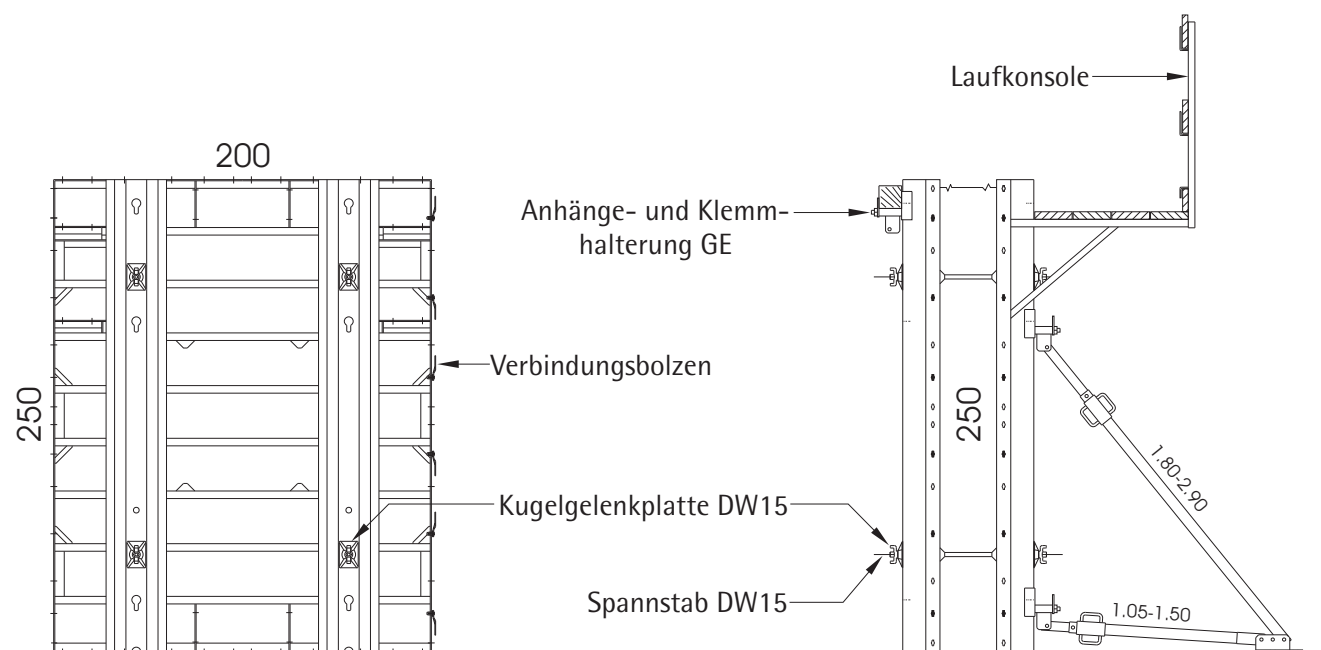 Laufkonsole
200
Anhänge- und Klemm-
halterung GE
Verbindungsbolzen
250
250
1.80-2.90
Kugelgelenkplatte DW15
Spannstab DW15
1.05-1.50